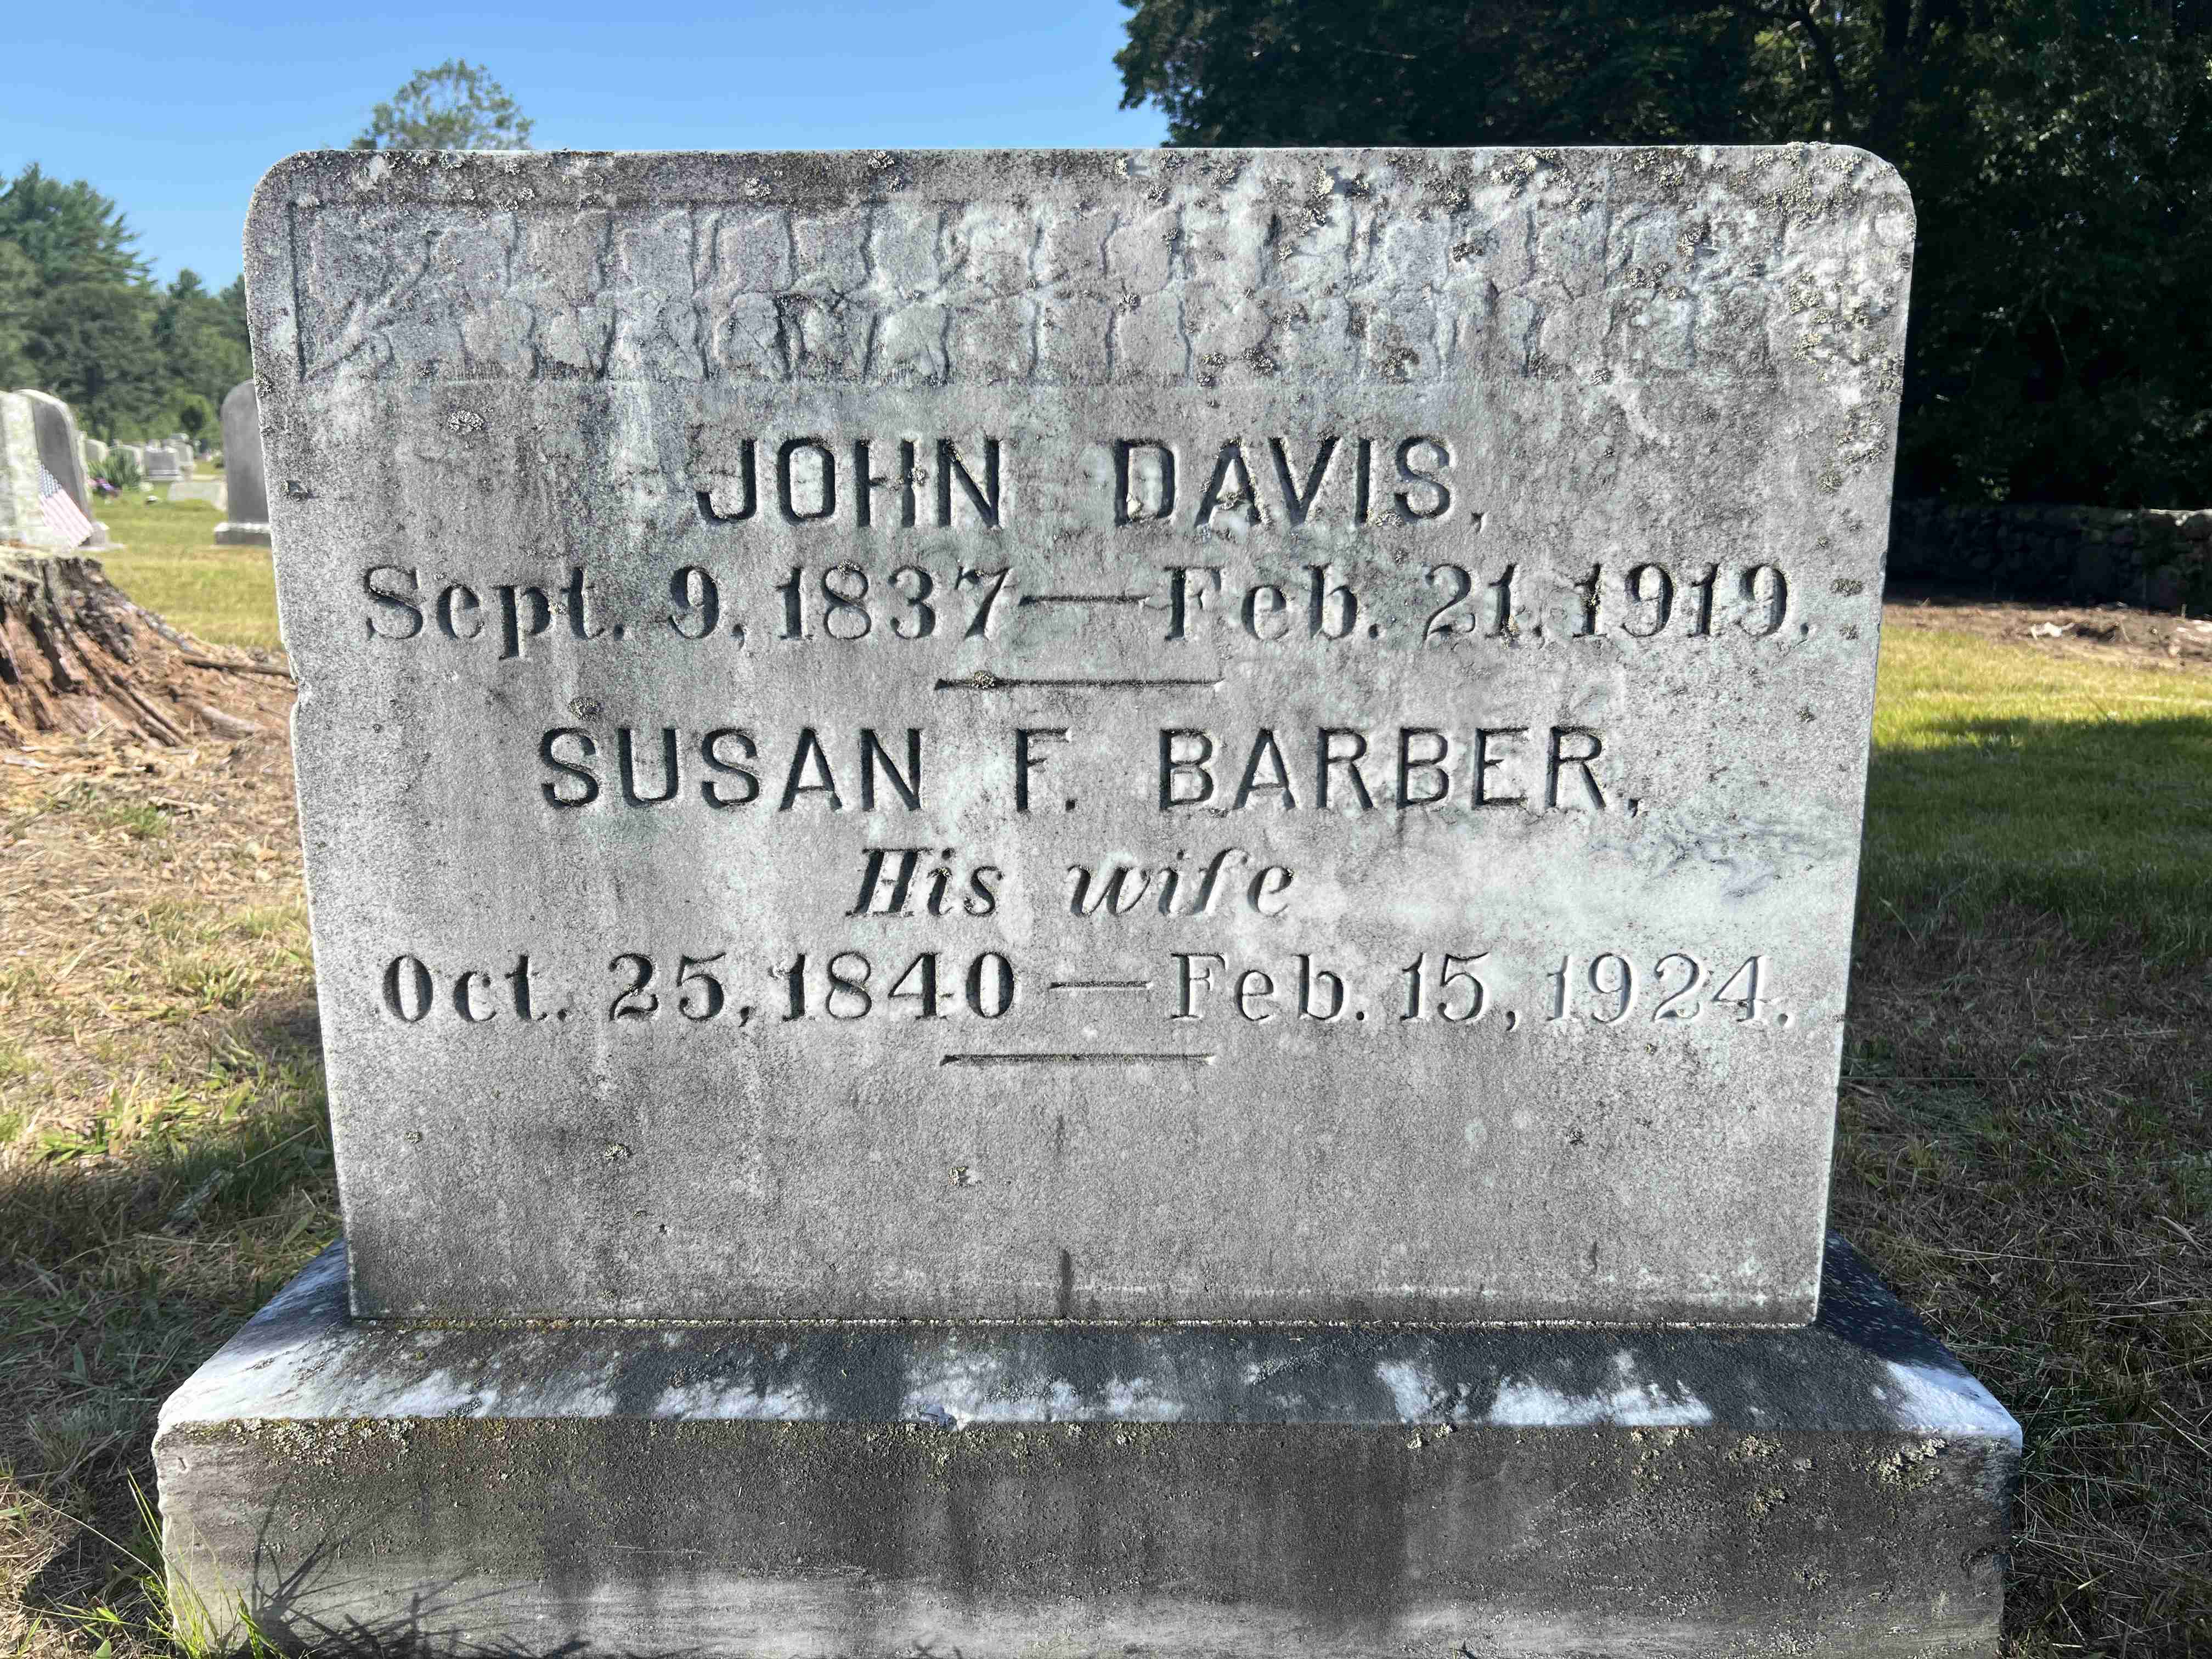 JOHN DAVIS,
Sept. 9, 1837 — Feb. 21, 1919.
SUSAN F. BARBER,
His wife
Oct. 25, 1840 — Feb. 15, 1924.